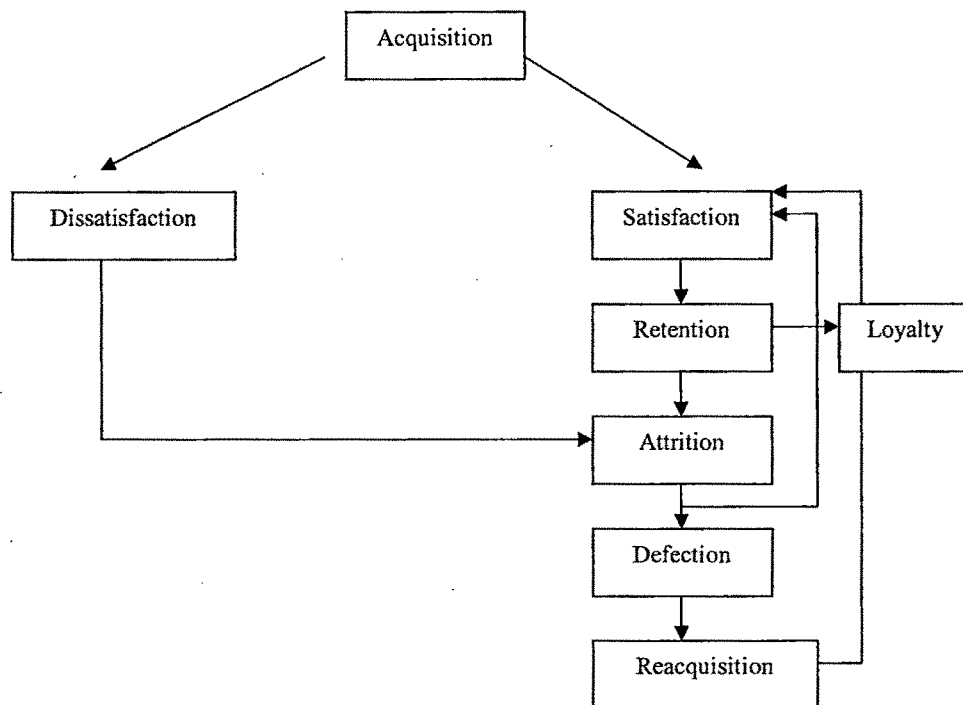 Acquisition
Dissatisfaction
Satisfaction
Retention
Loyalty
Attrition
Defection
Reacquisition